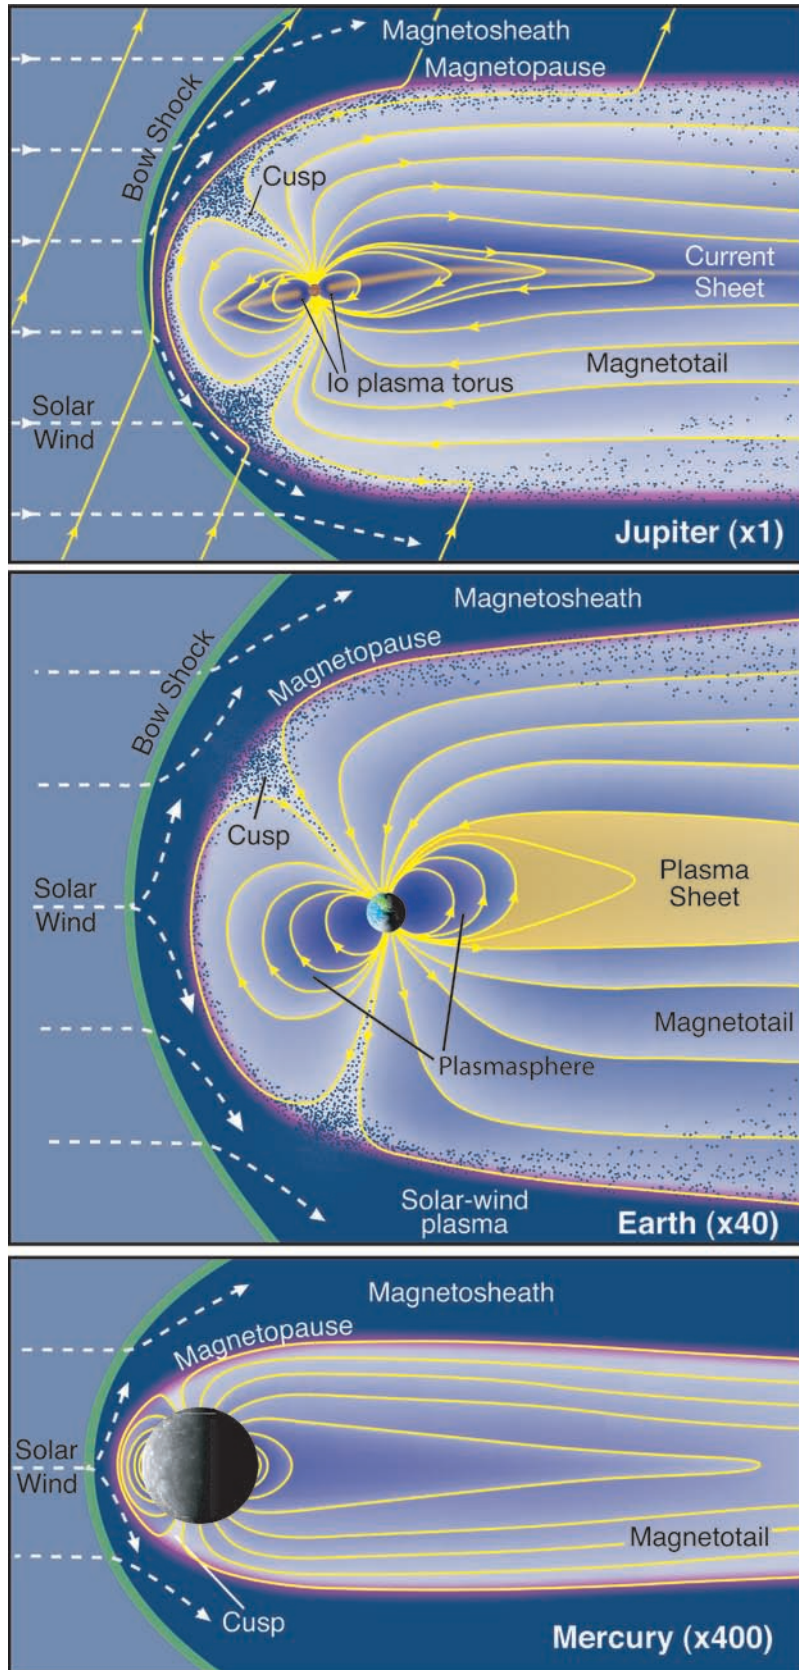 Magnetosheath
Magnetopause
Bow Shock
Cusp
Current
Sheet
Io plasma torus
Magnetotail
Solar
Wind
Jupiter (x1)
Magnetosheath
Magnetopause
Bow Shock
Cusp
Plasma
Sheet
Solar
Wind
Magnetotail
Plasmasphere
Solar-wind
plasma
Earth (x40)
Magnetosheath
Magnetopause
Solar
Wind
Magnetotail
Cusp
Mercury (x400)